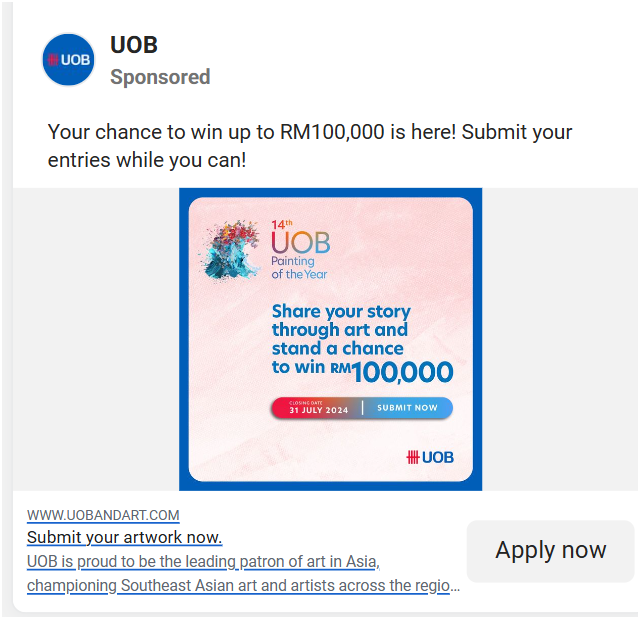 UOB
UOB
Sponsored
Your chance to win up to RM100,000 is here! Submit your
entries while you can!
14th
UOB
Painting
of the Year
Share your story
through art and
stand a chance
to win RM100,000
CLOSING DATE
31 JULY 2024 | SUBMIT NOW
UOB
WWW.UOBANDART.COM
Submit your artwork now.
UOB is proud to be the leading patron of art in Asia,
championing Southeast Asian art and artists across the regio...
Apply now